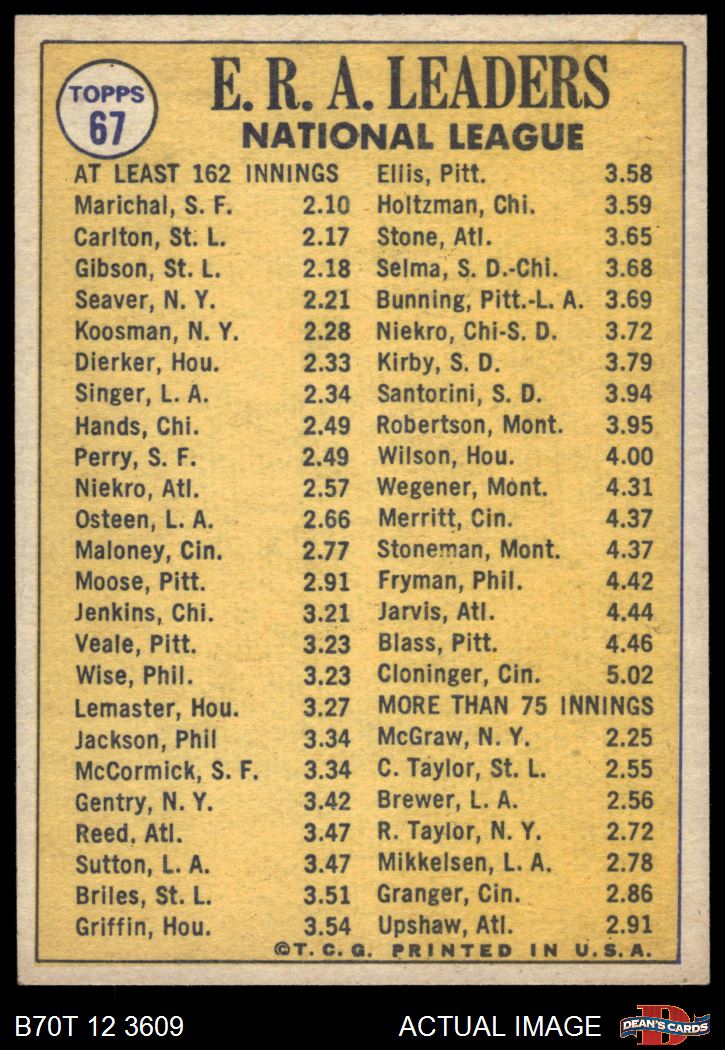 TOPPS
67
E. R. A. LEADERS
NATIONAL LEAGUE
AT LEAST 162 INNINGS
Marichal, S. F. 2.10
Carlton, St. L. 2.17
Gibson, St. L. 2.18
Seaver, N. Y. 2.21
Koosman, N. Y. 2.28
Dierker, Hou. 2.33
Singer, L. A. 2.34
Hands, Chi. 2.49
Perry, S. F. 2.49
Niekro, Atl. 2.57
Osteen, L. A. 2.66
Maloney, Cin. 2.77
Moose, Pitt. 2.91
Jenkins, Chi. 3.21
Veale, Pitt. 3.23
Wise, Phil. 3.23
Lemaster, Hou. 3.27
Jackson, Phil 3.34
McCormick, S. F. 3.34
Gentry, N. Y. 3.42
Reed, Atl. 3.47
Sutton, L. A. 3.47
Briles, St. L. 3.51
Griffin, Hou. 3.54
Ellis, Pitt. 3.58
Holtzman, Chi. 3.59
Stone, Atl. 3.65
Selma, S. D.-Chi. 3.68
Bunning, Pitt.-L. A. 3.69
Niekro, Chi-S. D. 3.72
Kirby, S. D. 3.79
Santorini, S. D. 3.94
Robertson, Mont. 3.95
Wilson, Hou. 4.00
Wegener, Mont. 4.31
Merritt, Cin. 4.37
Stoneman, Mont. 4.37
Fryman, Phil. 4.42
Jarvis, Atl. 4.44
Blass, Pitt. 4.46
Cloninger, Cin. 5.02
MORE THAN 75 INNINGS
McGraw, N. Y. 2.25
C. Taylor, St. L. 2.55
Brewer, L. A. 2.56
R. Taylor, N. Y. 2.72
Mikkelsen, L. A. 2.78
Granger, Cin. 2.86
Upshaw, Atl. 2.91
©T. C. G. PRINTED IN U. S. A.
B70T 12 3609
ACTUAL IMAGE
DEAN'S CARDS